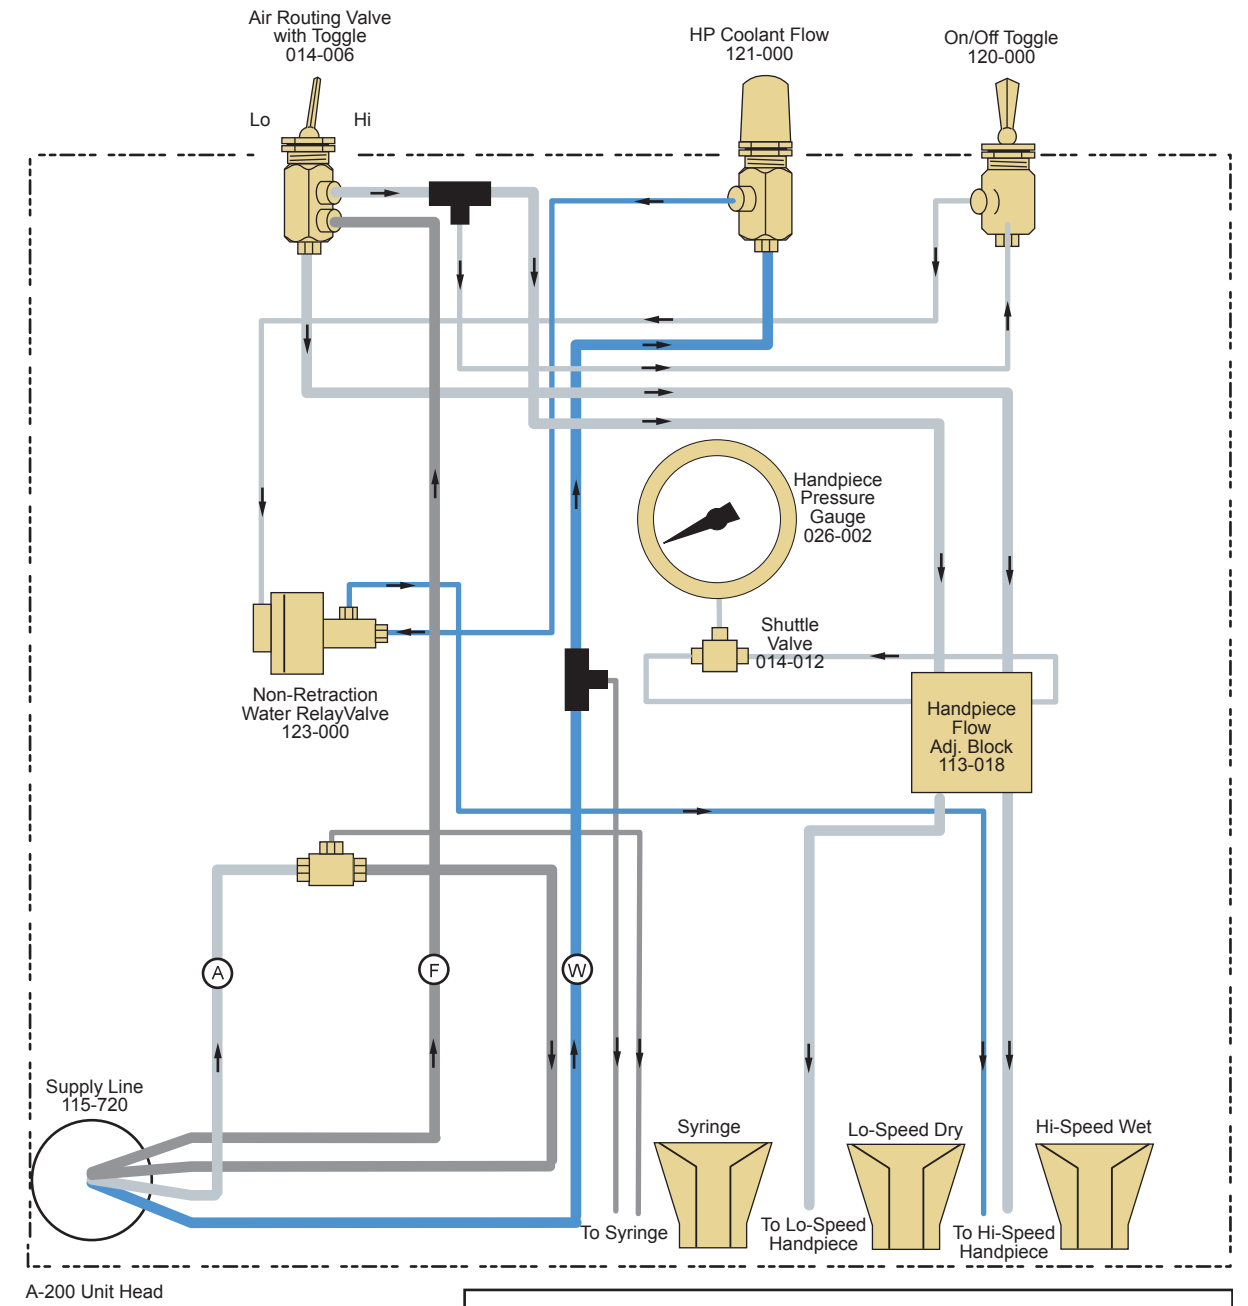 Air Routing Valve
with Toggle
014-006
HP Coolant Flow
121-000
On/Off Toggle
120-000
Lo
Hi
Handpiece
Pressure
Gauge
026-002
Shuttle
Valve
014-012
Non-Retraction
Water RelayValve
123-000
Handpiece
Flow
Adj. Block
113-018
A
F
W
Supply Line
115-720
Syringe
Lo-Speed Dry
Hi-Speed Wet
To Syringe
To Lo-Speed
Handpiece
To Hi-Speed
Handpiece
A-200 Unit Head